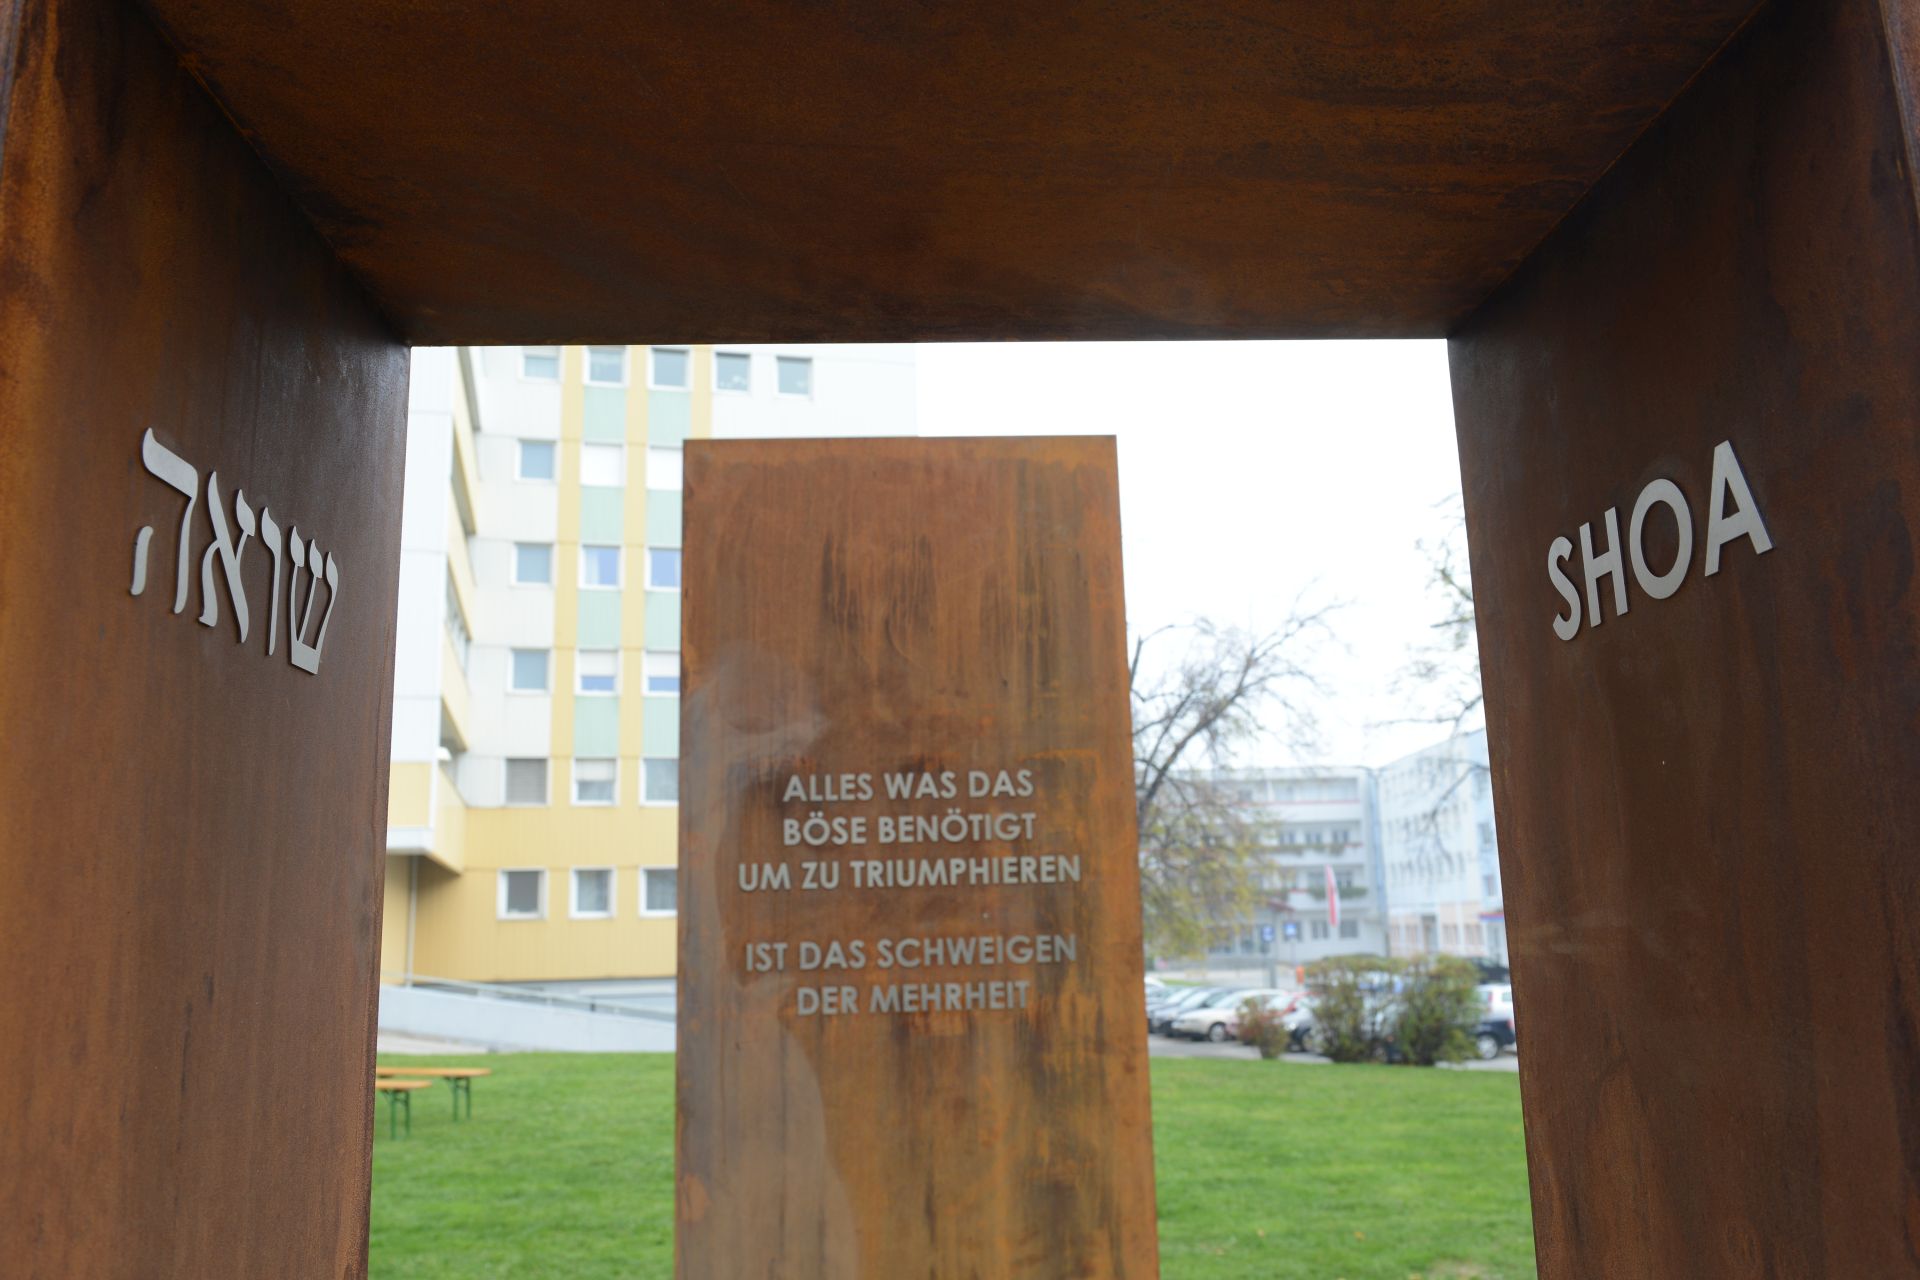 שואה
SHOA
ALLES WAS DAS
BÖSE BENÖTIGT
UM ZU TRIUMPHIEREN
IST DAS SCHWEIGEN
DER MEHRHEIT